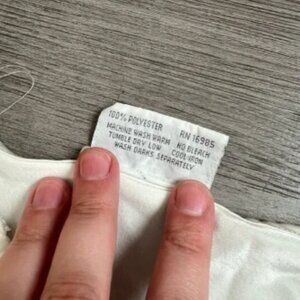 100% POLYESTER RN 16985
MACHINE WASH WARM NO BLEACH
TUMBLE DRY LOW COOL IRON
WASH DARKS SEPARATELY